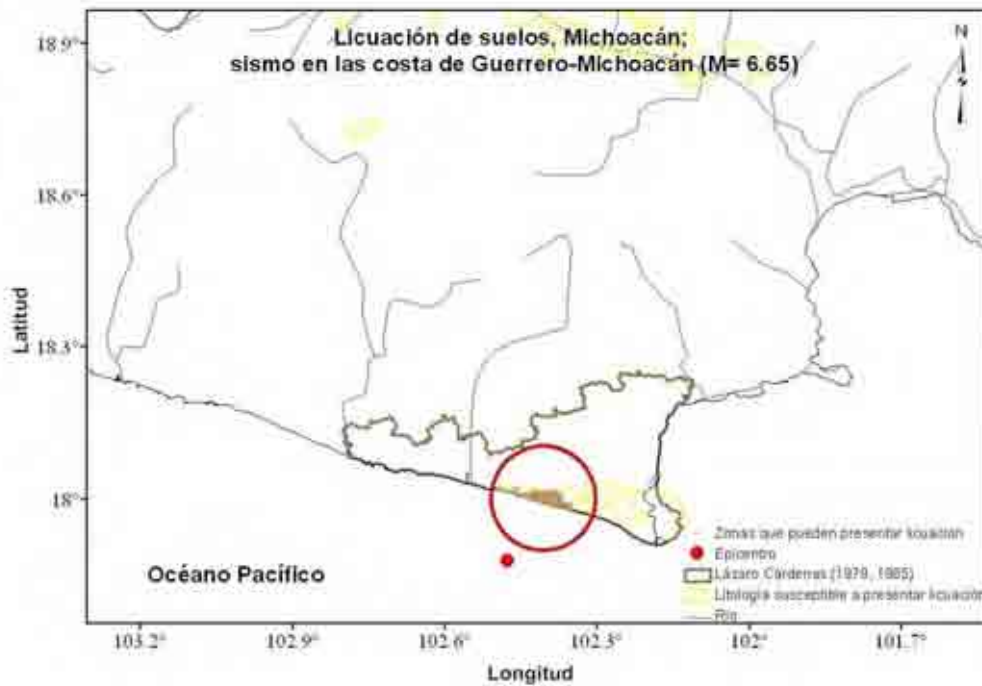 Licuación de suelos, Michoacán;
sismo en las costa de Guerrero-Michoacán (M= 6.65)
N
18.9°
18.6°
18.3°
18°
Latitud
Océano Pacífico
Zonas que pueden presentar licuación
Epicentro
Lázaro Cárdenas (1979, 1985)
Litología susceptible a presentar licuación
Río
103.2°
102.9°
102.6°
102.3°
102°
101.7°
Longitud